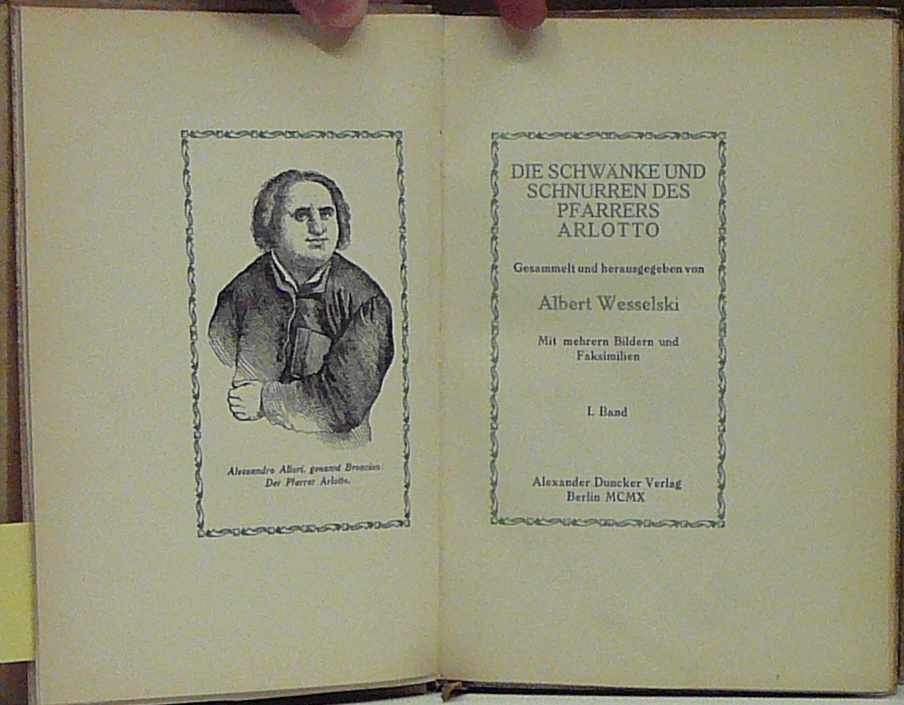 Alessandro Allori, genannt Bronzino:
Der Pfarrer Arlotto.
DIE SCHWÄNKE UND
SCHNURREN DES
PFARRERS
ARLOTTO
Gesammelt und herausgegeben von
Albert Wesselski
Mit mehrern Bildern und
Faksimilien
I. Band
Alexander Duncker Verlag
Berlin MCMX